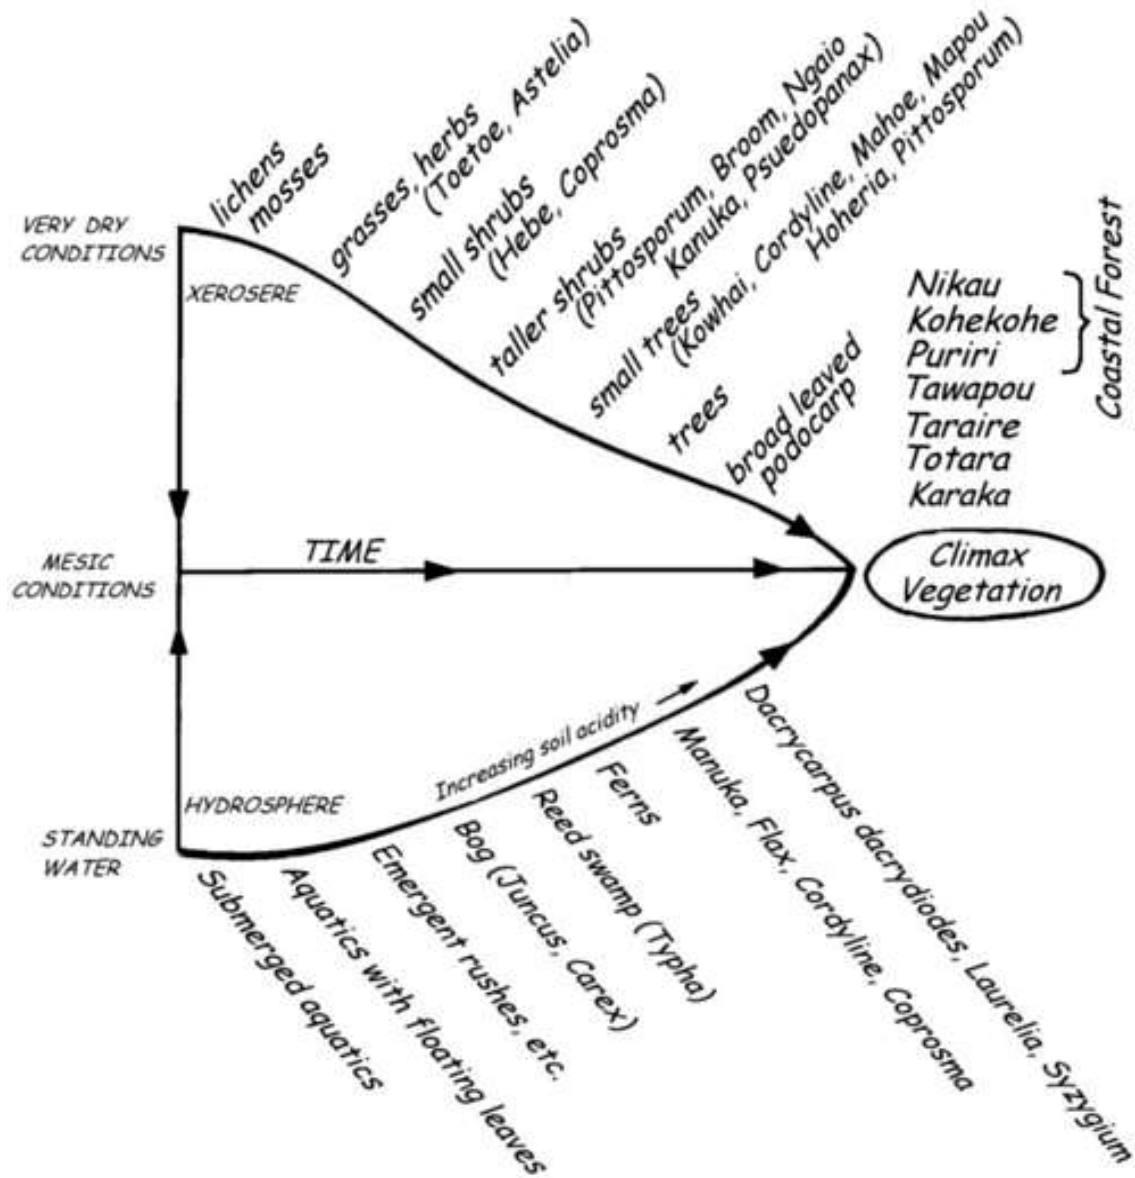 VERY DRY
CONDITIONS
XEROSERE
lichens
mosses
grasses, herbs
(Toetoe, Astelia)
small shrubs
(Hebe, Coprosma)
taller shrubs
(Pittosporum, Broom, Ngaio
Kanuka, Psuedopanax)
small trees
(Kowhai, Cordyline, Mahoe, Mapou
Hoheria, Pittosporum)
trees
broad leaved
podocarp
Nikau
Kohekohe
Puriri
Tawapou
Taraire
Totara
Karaka
Coastal Forest
MESIC
CONDITIONS
TIME
Climax
Vegetation
HYDROSPHERE
STANDING
WATER
Increasing soil acidity
Submerged aquatics
Aquatics with floating leaves
Emergent rushes, etc.
Bog (Juncus, Carex)
Reed swamp (Typha)
Ferns
Manuka, Flax, Cordyline, Coprosma
Dacrycarpus dacrydiodes, Laurelia, Syzygium